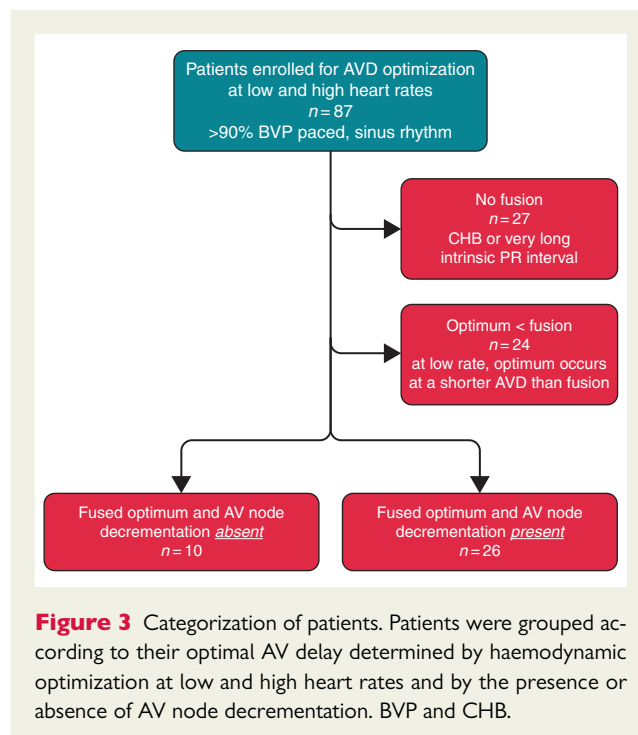 Patients enrolled for AVD optimization
at low and high heart rates
n = 87
>90% BVP paced, sinus rhythm
No fusion
n = 27
CHB or very long
intrinsic PR interval
Optimum < fusion
n = 24
at low rate, optimum occurs
at a shorter AVD than fusion
Fused optimum and AV node
decrementation absent
n = 10
Fused optimum and AV node
decrementation present
n = 26
Figure 3 Categorization of patients. Patients were grouped ac-
cording to their optimal AV delay determined by haemodynamic
optimization at low and high heart rates and by the presence or
absence of AV node decrementation. BVP and CHB.